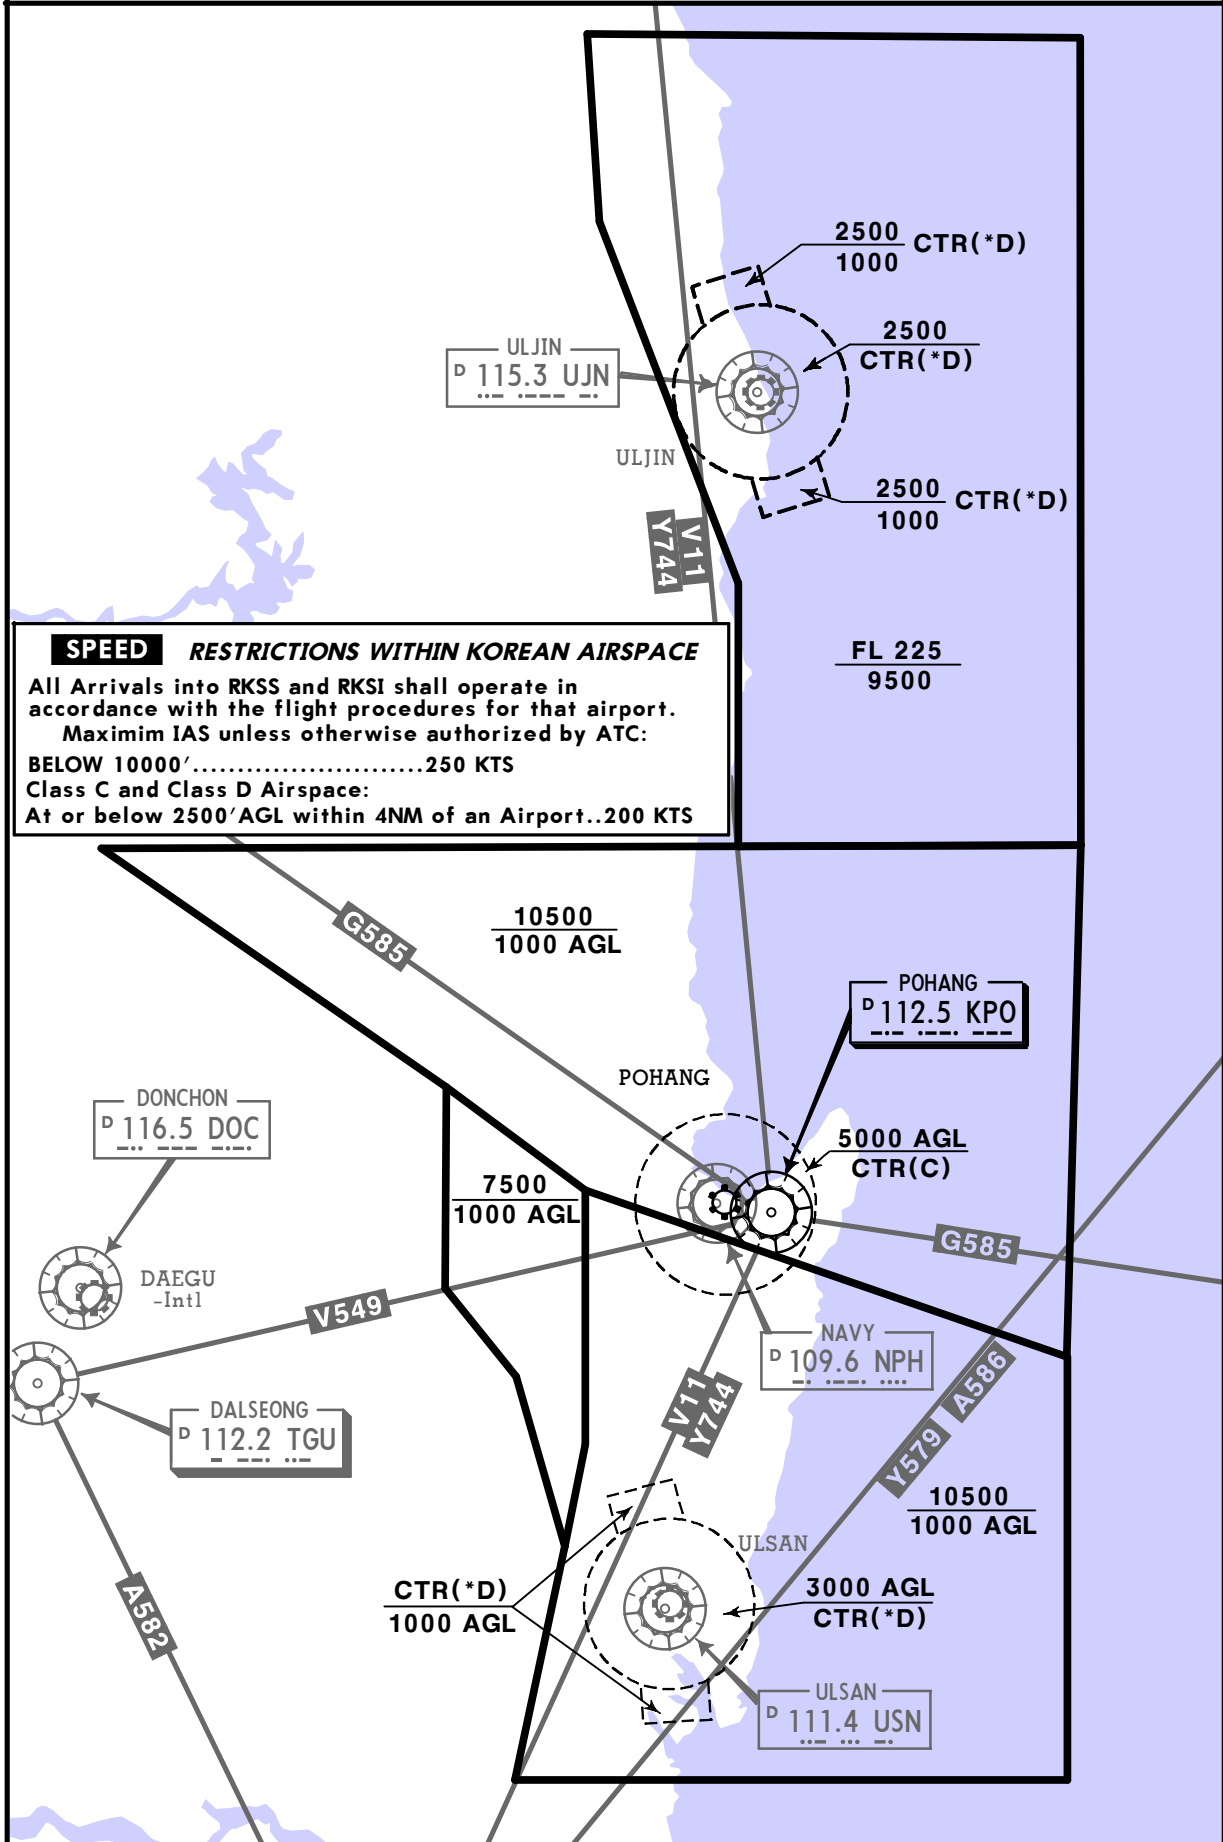 2500
1000
CTR(*D)
2500
CTR(*D)
ULJIN
D 115.3 UJN
ULJIN
2500
1000
CTR(*D)
V11
Y744
SPEED RESTRICTIONS WITHIN KOREAN AIRSPACE
All Arrivals into RKSS and RKSI shall operate in
accordance with the flight procedures for that airport.
Maximim IAS unless otherwise authorized by ATC:
BELOW 10000'.........................250 KTS
Class C and Class D Airspace:
At or below 2500'AGL within 4NM of an Airport..200 KTS
FL 225
9500
G585
10500
1000 AGL
POHANG
D 112.5 KPO
POHANG
DONCHON
D 116.5 DOC
5000 AGL
CTR(C)
7500
1000 AGL
G585
DAEGU
-Intl
V549
NAVY
D 109.6 NPH
V11
Y744
A586
Y579
DALSEONG
D 112.2 TGU
10500
1000 AGL
ULSAN
A582
CTR(*D)
1000 AGL
3000 AGL
CTR(*D)
ULSAN
D 111.4 USN